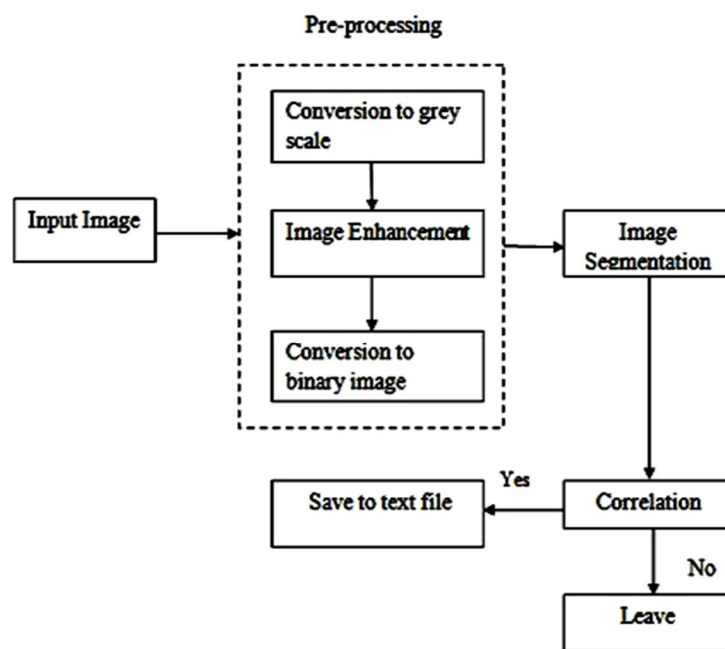 Pre-processing
Conversion to grey
scale
Input Image
Image Enhancement
Image
Segmentation
Conversion to
binary image
Yes
Save to text file
Correlation
No
Leave